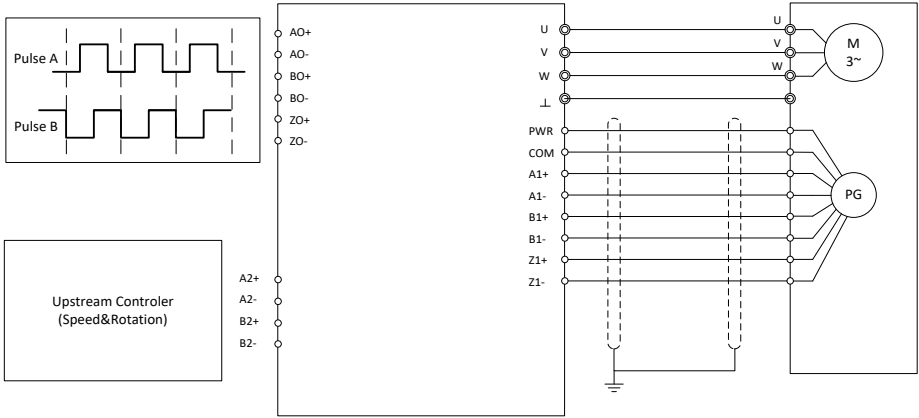 Pulse A
Pulse B
AO+
AO-
BO+
BO-
ZO+
ZO-
A2+
A2-
B2+
B2-
Upstream Controler
(Speed&Rotation)
U
V
W
⊥
PWR
COM
A1+
A1-
B1+
B1-
Z1+
Z1-
U
V
W
M
3~
PG